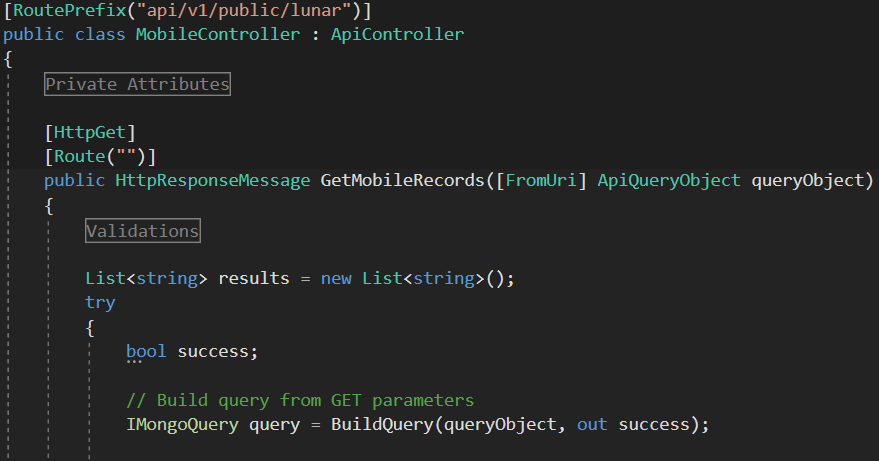 [RoutePrefix("api/v1/public/lunar")]
public class MobileController : ApiController
{
Private Attributes
[HttpGet]
[Route("")]
public HttpResponseMessage GetMobileRecords([FromUri] ApiQueryObject queryObject)
{
Validations
List<string> results = new List<string>();
try
{
bool success;
// Build query from GET parameters
IMongoQuery query = BuildQuery(queryObject, out success);